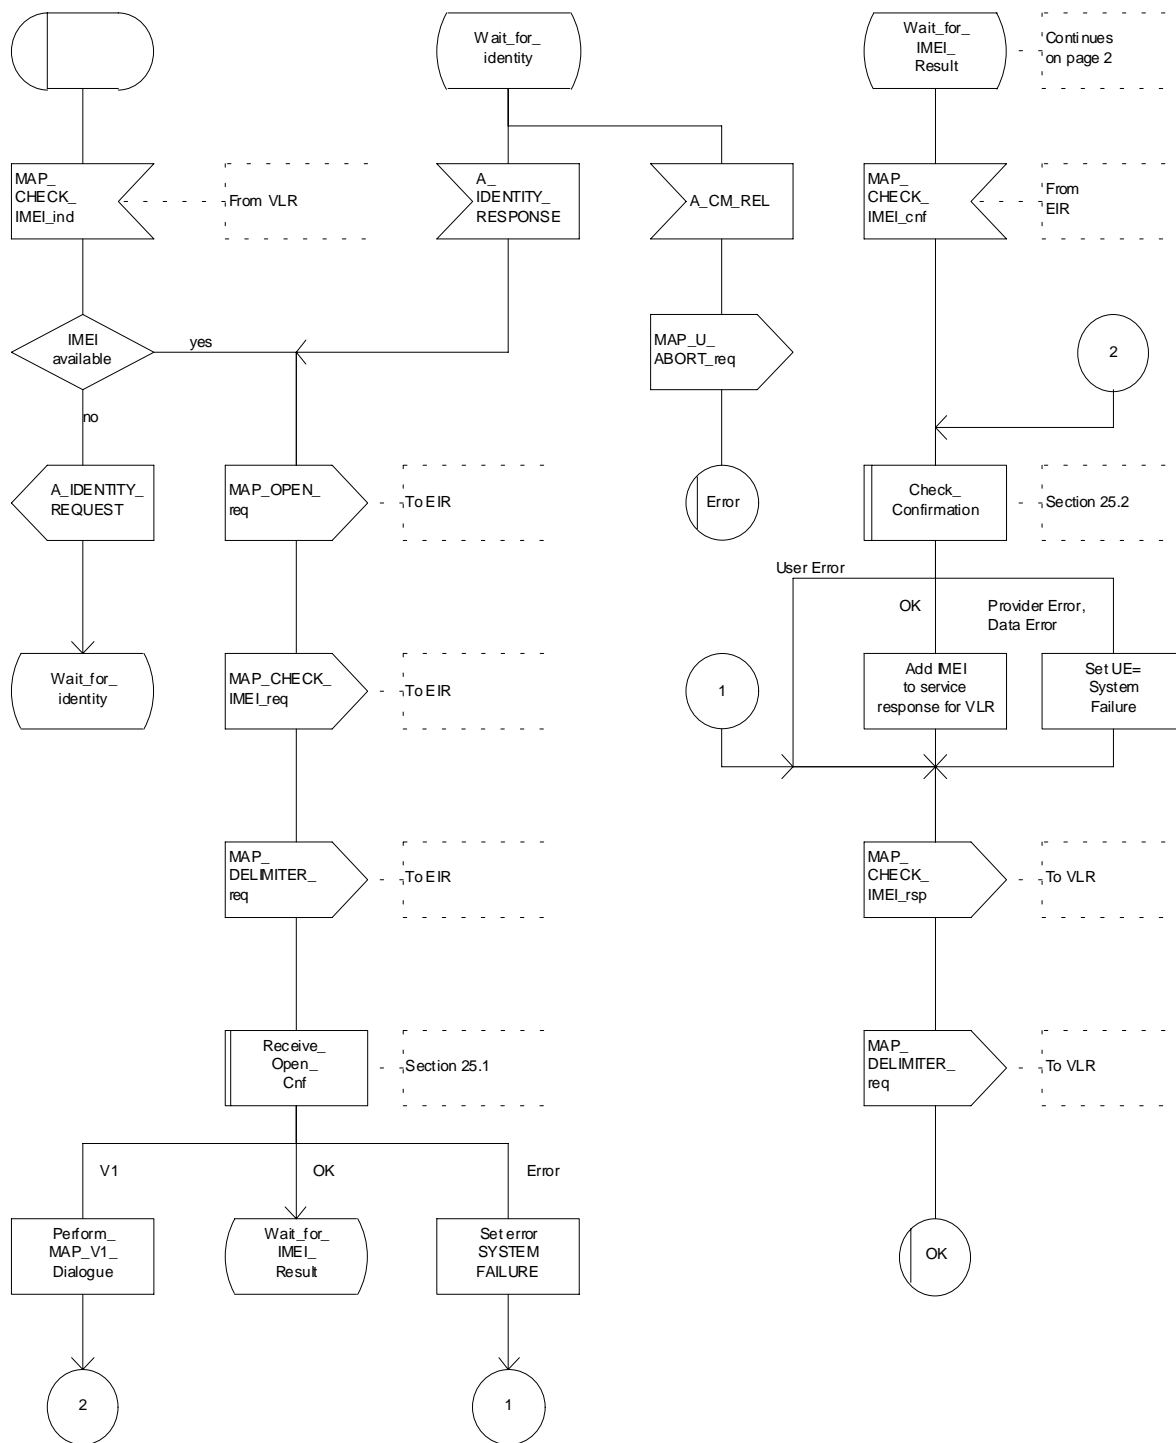 Wait_for_
identity
Wait_for_
IMEI_
Result
Continues
on page 2
MAP_
CHECK_
IMEI_ind
From VLR
A_
IDENTITY_
RESPONSE
A_CM_REL
MAP_
CHECK_
IMEI_cnf
From
EIR
IMEI
available
yes
no
MAP_U_
ABORT_req
2
A_IDENTITY_
REQUEST
MAP_OPEN_
req
To EIR
Error
Check_
Confirmation
Section 25.2
User Error
OK
Provider Error,
Data Error
Wait_for_
identity
MAP_CHECK_
IMEI_req
To EIR
1
Add IMEI
to service
response for VLR
Set UE=
System
Failure
MAP_
DELIMITER_
req
To EIR
MAP_
CHECK_
IMEI_rsp
To VLR
Receive_
Open_
Cnf
Section 25.1
MAP_
DELIMITER_
req
To VLR
V1
OK
Error
Perform_
MAP_V1_
Dialogue
Wait_for_
IMEI_
Result
Set error
SYSTEM
FAILURE
OK
2
1